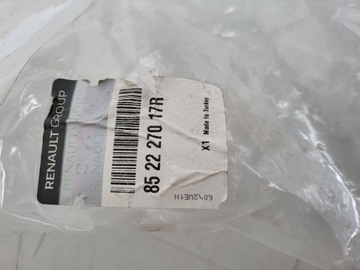 RENAULT GROUP
85 22 270 17R
X1 Made in Turkey